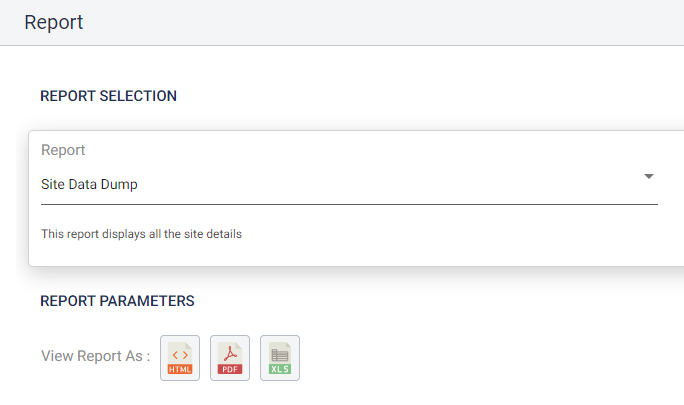 Report
REPORT SELECTION
Report
Site Data Dump
This report displays all the site details
REPORT PARAMETERS
View Report As : HTML PDF XLS